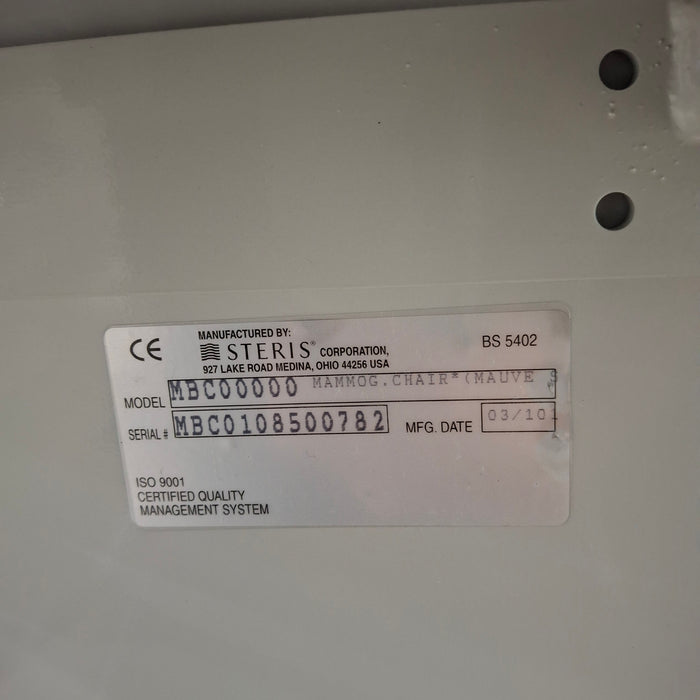 CE
MANUFACTURED BY:
STERIS® CORPORATION,
927 LAKE ROAD MEDINA, OHIO 44256 USA
BS 5402
MODEL MBC00000 MAMMOG.CHAIR*(MAUVE S
SERIAL # MBC0108500782 MFG. DATE 03/101
ISO 9001
CERTIFIED QUALITY
MANAGEMENT SYSTEM